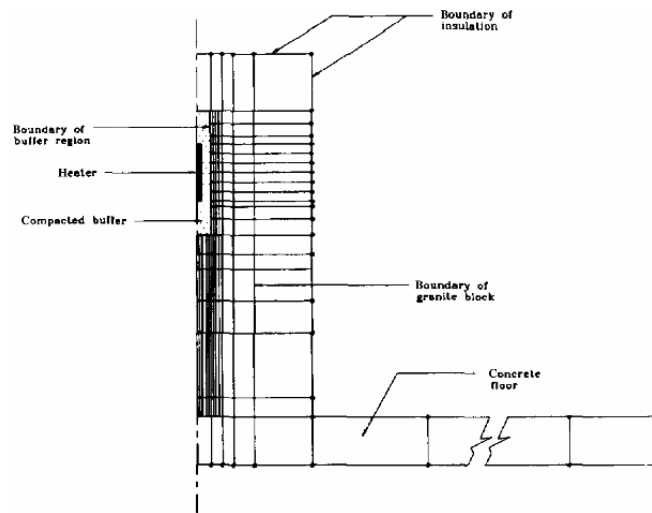 Boundary of
insulation
Boundary of
buffer region
Heater
Compacted buffer
Boundary of
granite block
Concrete
floor